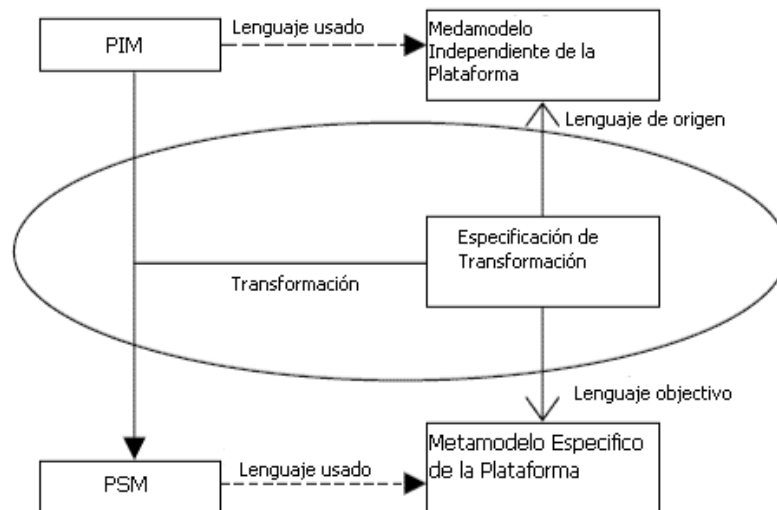 PIM
Lenguaje usado
Medamodelo
Independiente de la
Plataforma
Lenguaje de origen
Especificación de
Transformación
Transformación
Lenguaje objectivo
PSM
Lenguaje usado
Metamodelo Especifico
de la Plataforma